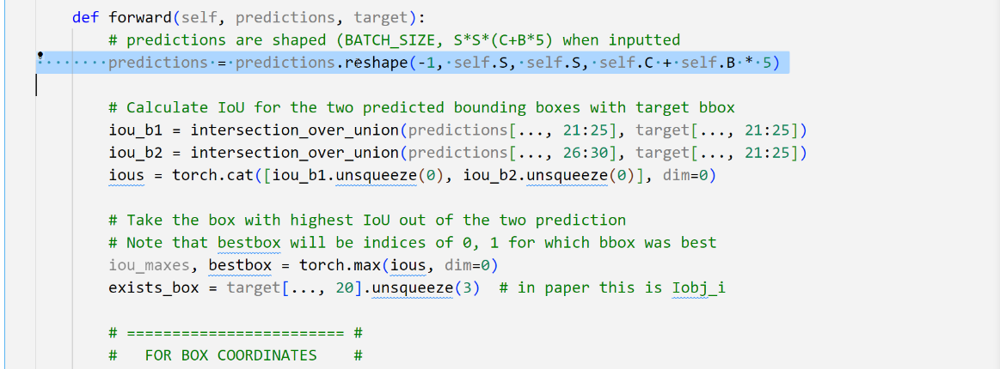 def forward(self, predictions, target):
# predictions are shaped (BATCH_SIZE, S*S*(C+B*5) when inputted
predictions = predictions.reshape(-1, self.S, self.S, self.C + self.B * 5)
# Calculate IoU for the two predicted bounding boxes with target bbox
iou_b1 = intersection_over_union(predictions[..., 21:25], target[..., 21:25])
iou_b2 = intersection_over_union(predictions[..., 26:30], target[..., 21:25])
ious = torch.cat([iou_b1.unsqueeze(0), iou_b2.unsqueeze(0)], dim=0)
# Take the box with highest IoU out of the two prediction
# Note that bestbox will be indices of 0, 1 for which bbox was best
iou_maxes, bestbox = torch.max(ious, dim=0)
exists_box = target[..., 20].unsqueeze(3)  # in paper this is Iobj_i
# ======================== #
#   FOR BOX COORDINATES    #